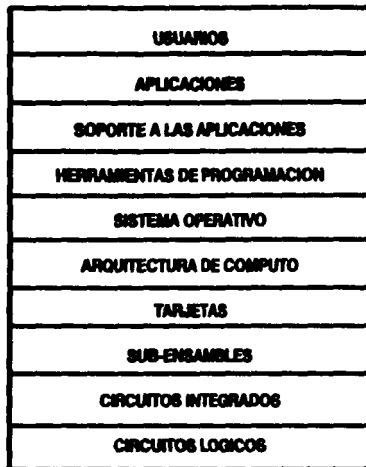 USUARIOS
APLICACIONES
SOPORTE A LAS APLICACIONES
HERRAMIENTAS DE PROGRAMACION
SISTEMA OPERATIVO
ARQUITECTURA DE COMPUTO
TARJETAS
SUB-ENSAMBLES
CIRCUITOS INTEGRADOS
CIRCUITOS LOGICOS